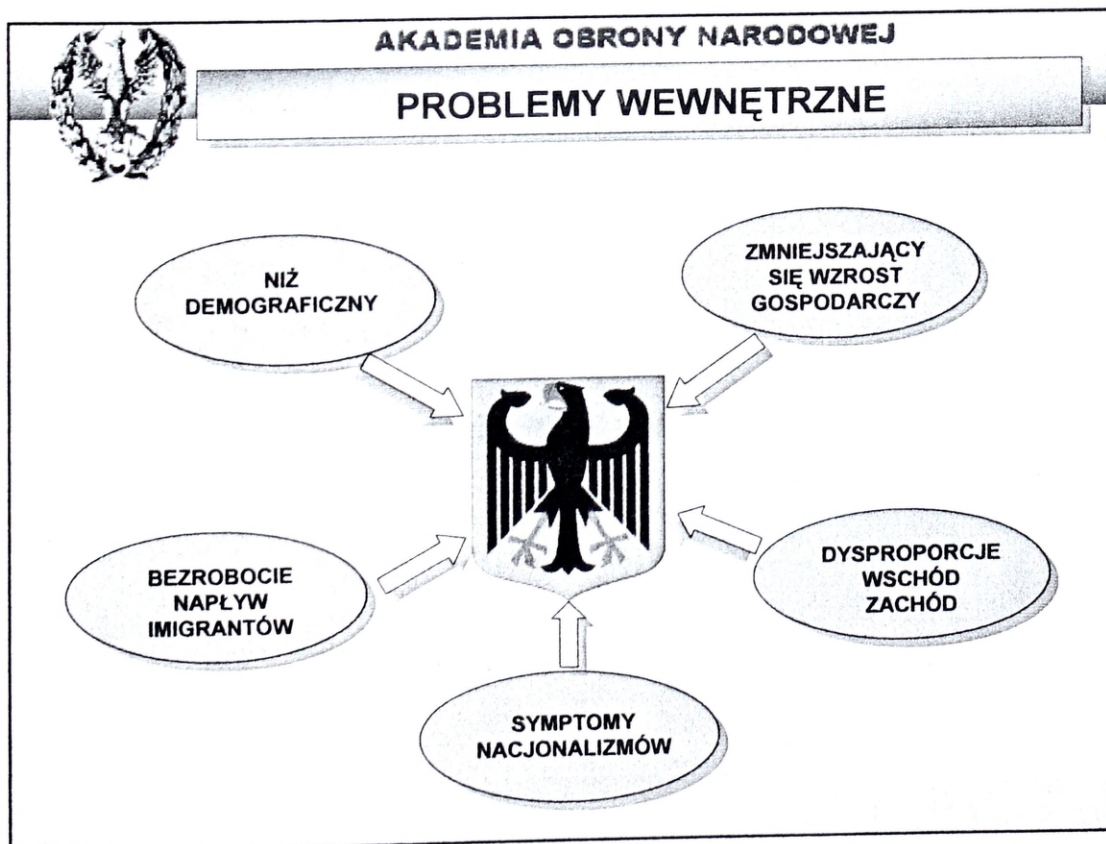 AKADEMIA OBRONY NARODOWEJ
PROBLEMY WEWNĘTRZNE
NIŻ
DEMOGRAFICZNY
ZMNIEJSZAJĄCY
SIĘ WZROST
GOSPODARCZY
BEZROBOCIE
NAPŁYW
IMIGRANTÓW
DYSPROPORCJE
WSCHÓD
ZACHÓD
SYMPTOMY
NACJONALIZMÓW